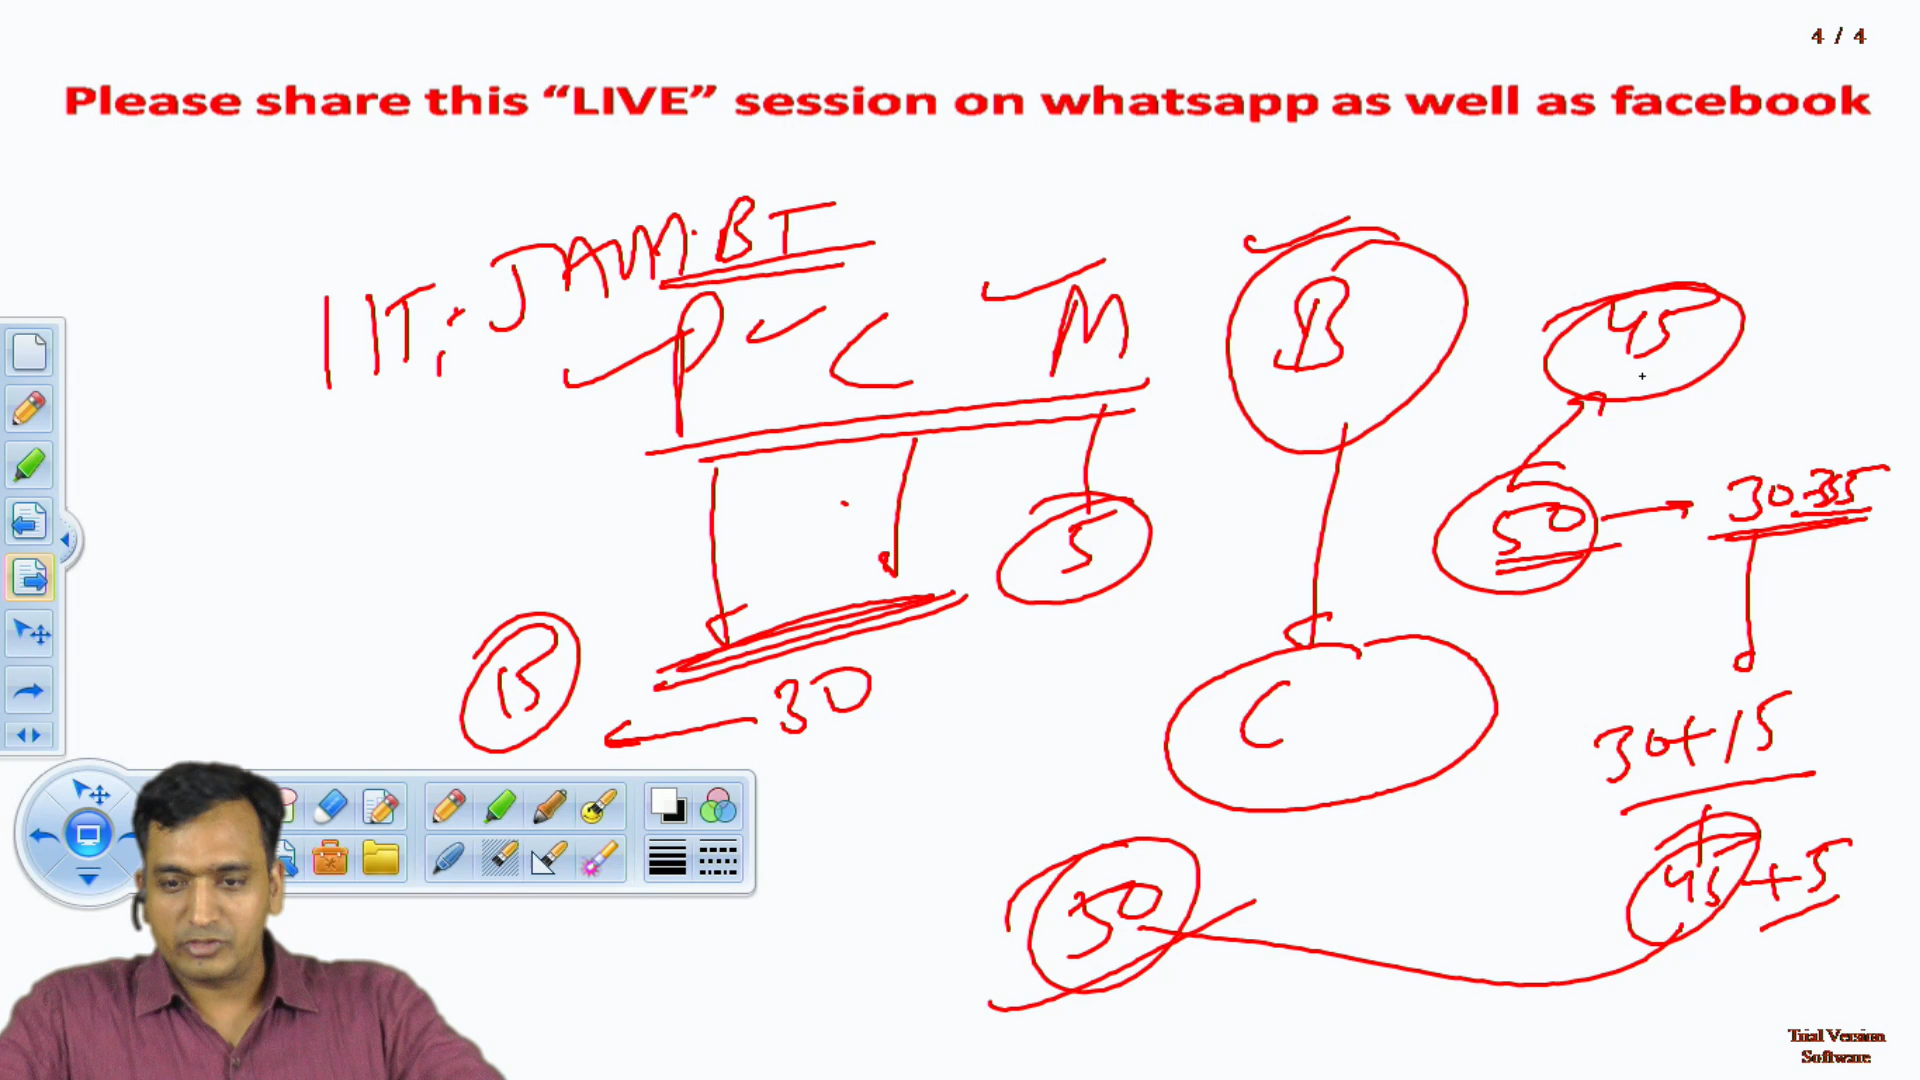 4 / 4
Please share this “LIVE” session on whatsapp as well as facebook
IIT: JAM. BT
P C M B 45
5 50 30-35
15 30 C 30+15
50 45+5
Trial Version
Software